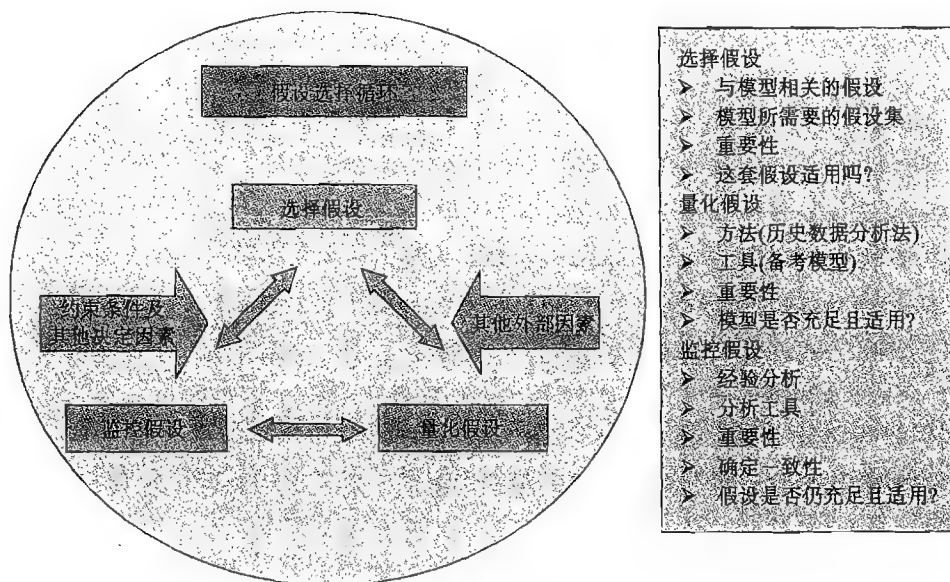 假设选择循环
选择假设
约束条件及
其他决定因素
其他外部因素
监控假设
量化假设
选择假设
➤ 与模型相关的假设
➤ 模型所需要的假设集
➤ 重要性
➤ 这套假设适用吗?
量化假设
➤ 方法(历史数据分析法)
➤ 工具(备考模型)
➤ 重要性
➤ 模型是否充足且适用?
监控假设
➤ 经验分析
➤ 分析工具
➤ 重要性
➤ 确定一致性
➤ 假设是否仍充足且适用?